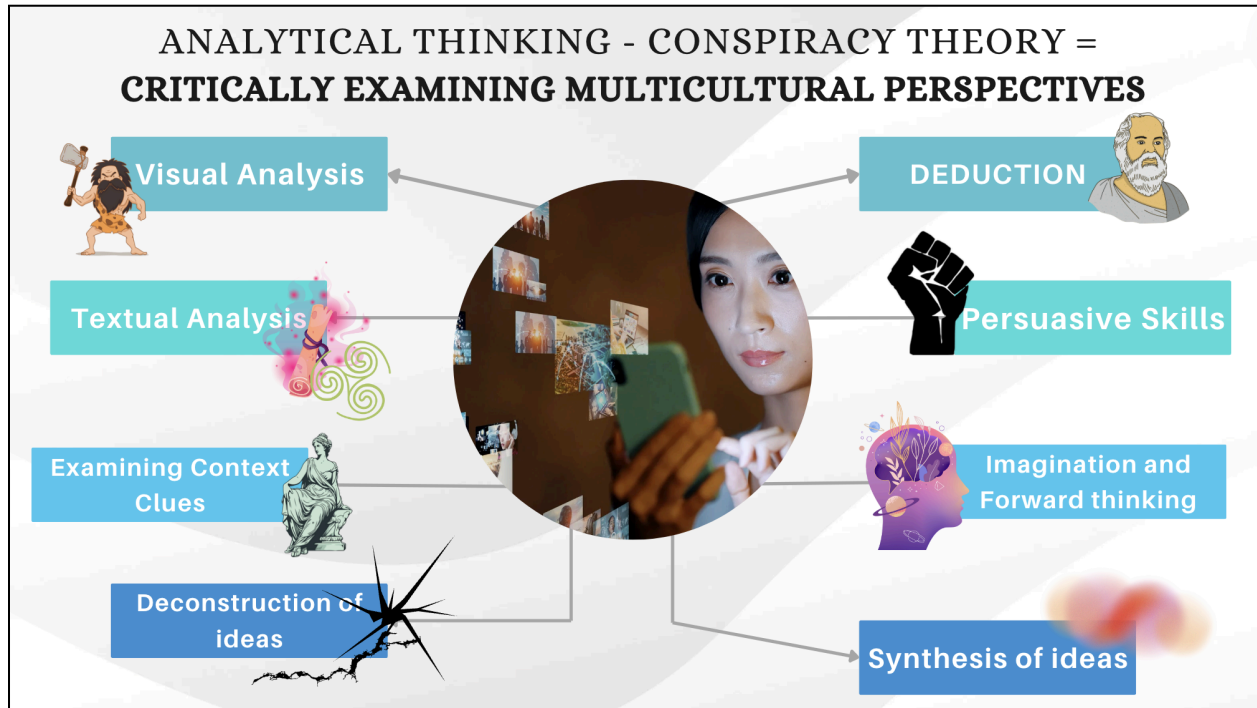 ANALYTICAL THINKING - CONSPIRACY THEORY =
CRITICALLY EXAMINING MULTICULTURAL PERSPECTIVES
Visual Analysis
DEDUCTION
Textual Analysis
Persuasive Skills
Examining Context
Clues
Imagination and
Forward thinking
Deconstruction of
ideas
Synthesis of ideas